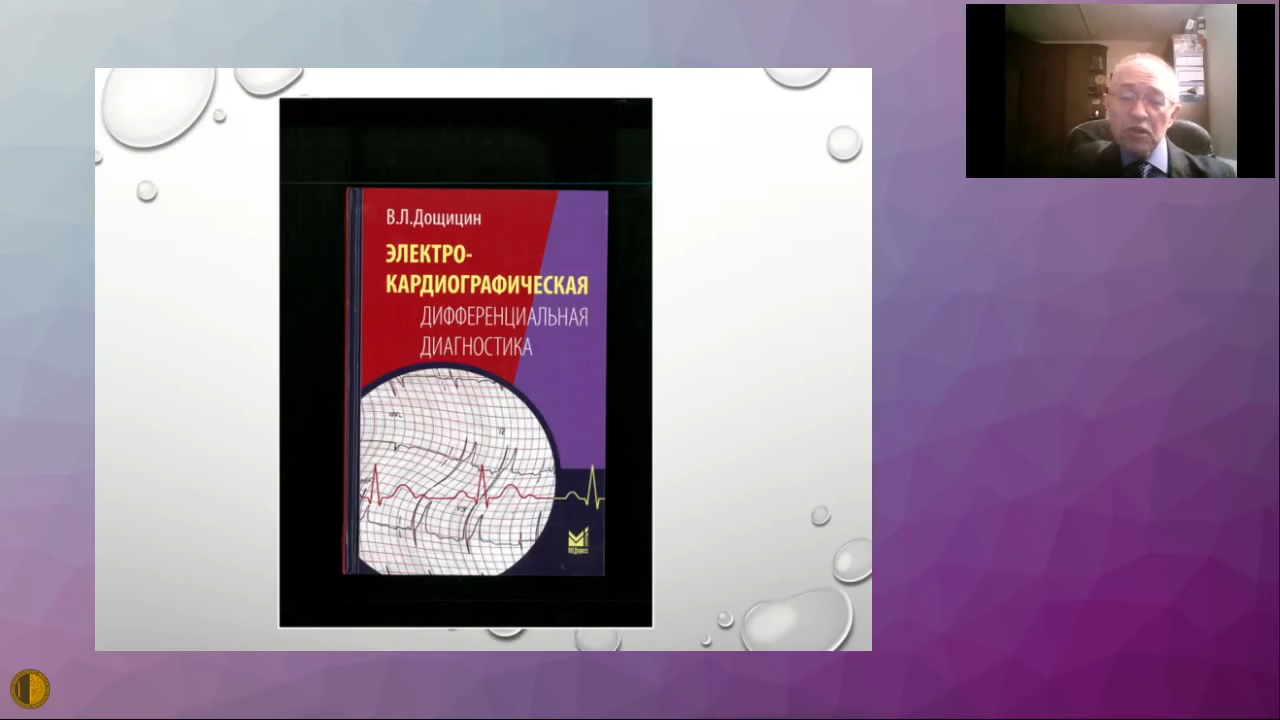 В.Л.Дощицин
ЭЛЕКТРО-
КАРДИОГРАФИЧЕСКАЯ
ДИФФЕРЕНЦИАЛЬНАЯ
ДИАГНОСТИКА